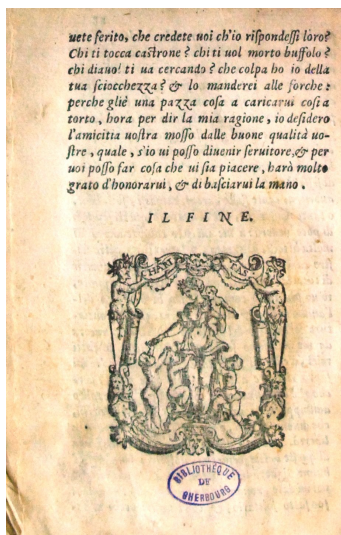 uete ferito, che credete uoi ch'io rispondessi loro?
Chi ti tocca castrone? chi ti uol morto buffolo?
chi diauol ti ua cercando? che colpa ho io della
tua sciocchezza? & lo manderei alle forche:
perche gliè una pazza cosa a caricarui cosi a
torto, hora per dir la mia ragione, io desidero
l'amicitia uostra mosso dalle buone qualità uo-
stre, quale, s'io ui posso diuenir seruitore, & per
uoi posso far cosa che ui sia piacere, harò molto
grato d'honorarui, & di basciarui la mano.
IL FINE.
CHARI TAS
BIBLIOTHÈQUE
DE
CHERBOURG